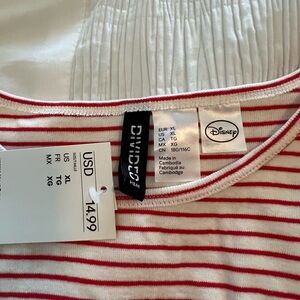 DIVIDED
EUR XL
US XL
CA TG
MX XG
CN 180/116C
Made in
Cambodia
Fabriqué au
Cambodge
Disney
US XL
FR TG
MX XG
USD
14.99